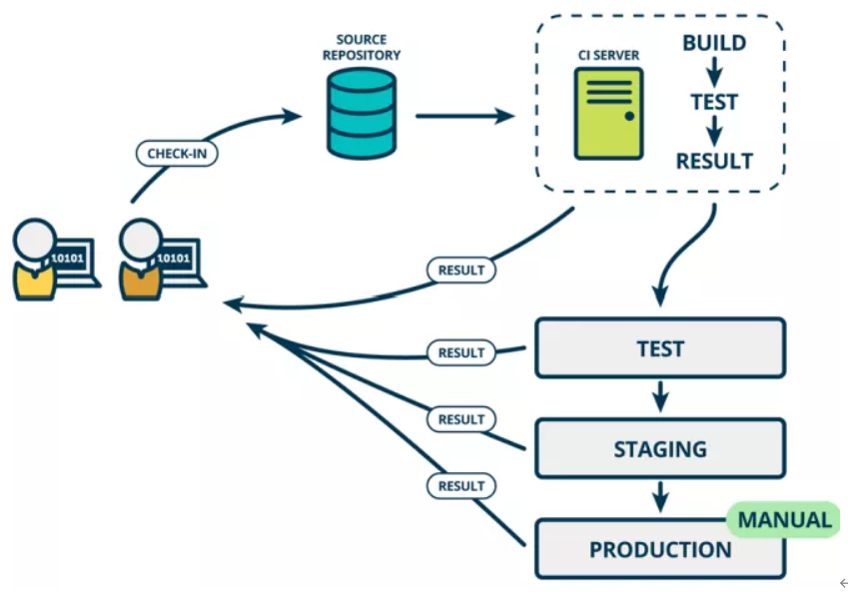 SOURCE
REPOSITORY
CI SERVER
BUILD
TEST
RESULT
CHECK-IN
10101
10101
RESULT
RESULT
TEST
RESULT
STAGING
RESULT
MANUAL
PRODUCTION